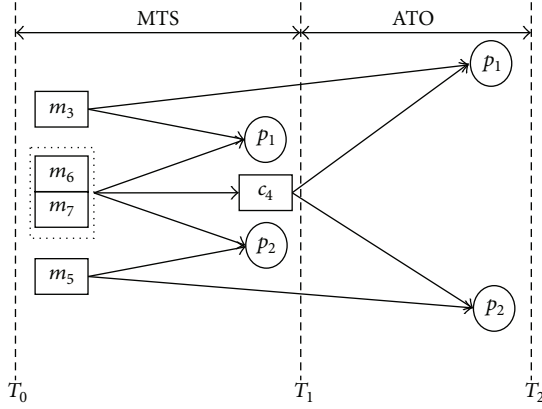 MTS ATO
p₁
m₃
p₁
m₆
c₄
m₇
p₂
m₅
p₂
T₀ T₁ T₂